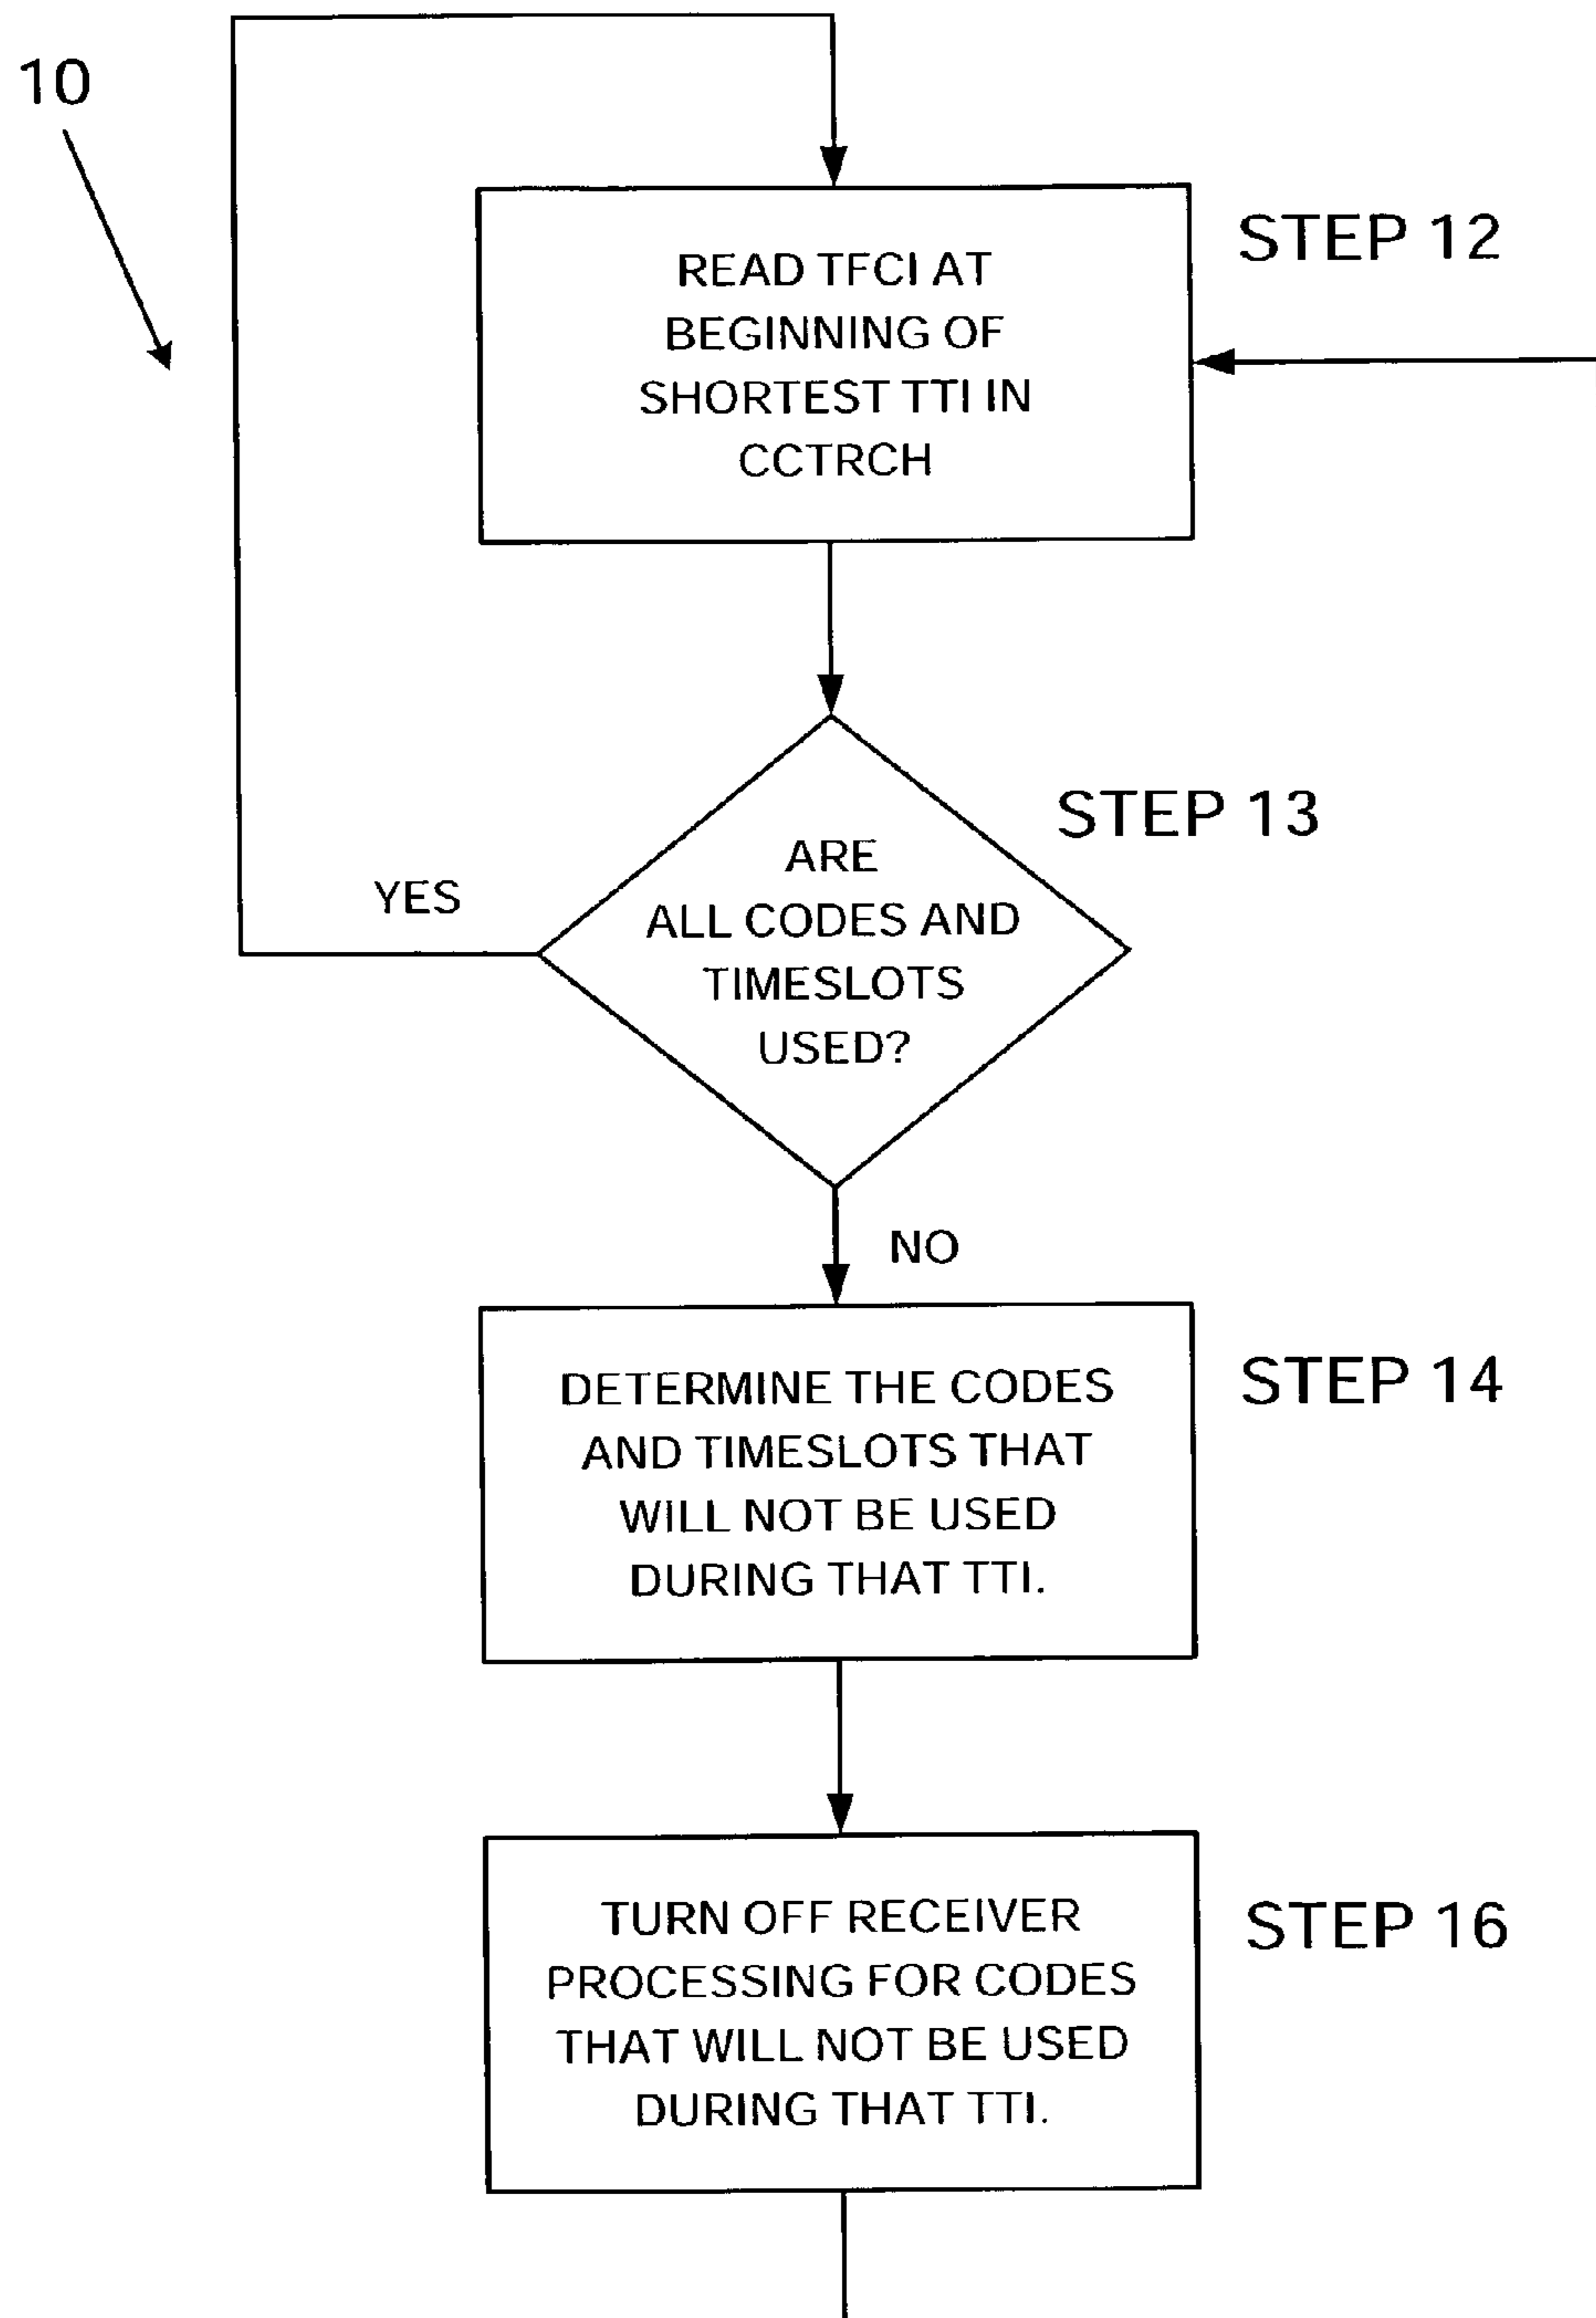 10
READ TFCI AT
BEGINNING OF
SHORTEST TTI IN
CCTRCH
STEP 12
STEP 13
ARE
ALL CODES AND
TIMESLOTS
USED?
YES
NO
DETERMINE THE CODES
AND TIMESLOTS THAT
WILL NOT BE USED
DURING THAT TTI.
STEP 14
TURN OFF RECEIVER
PROCESSING FOR CODES
THAT WILL NOT BE USED
DURING THAT TTI.
STEP 16